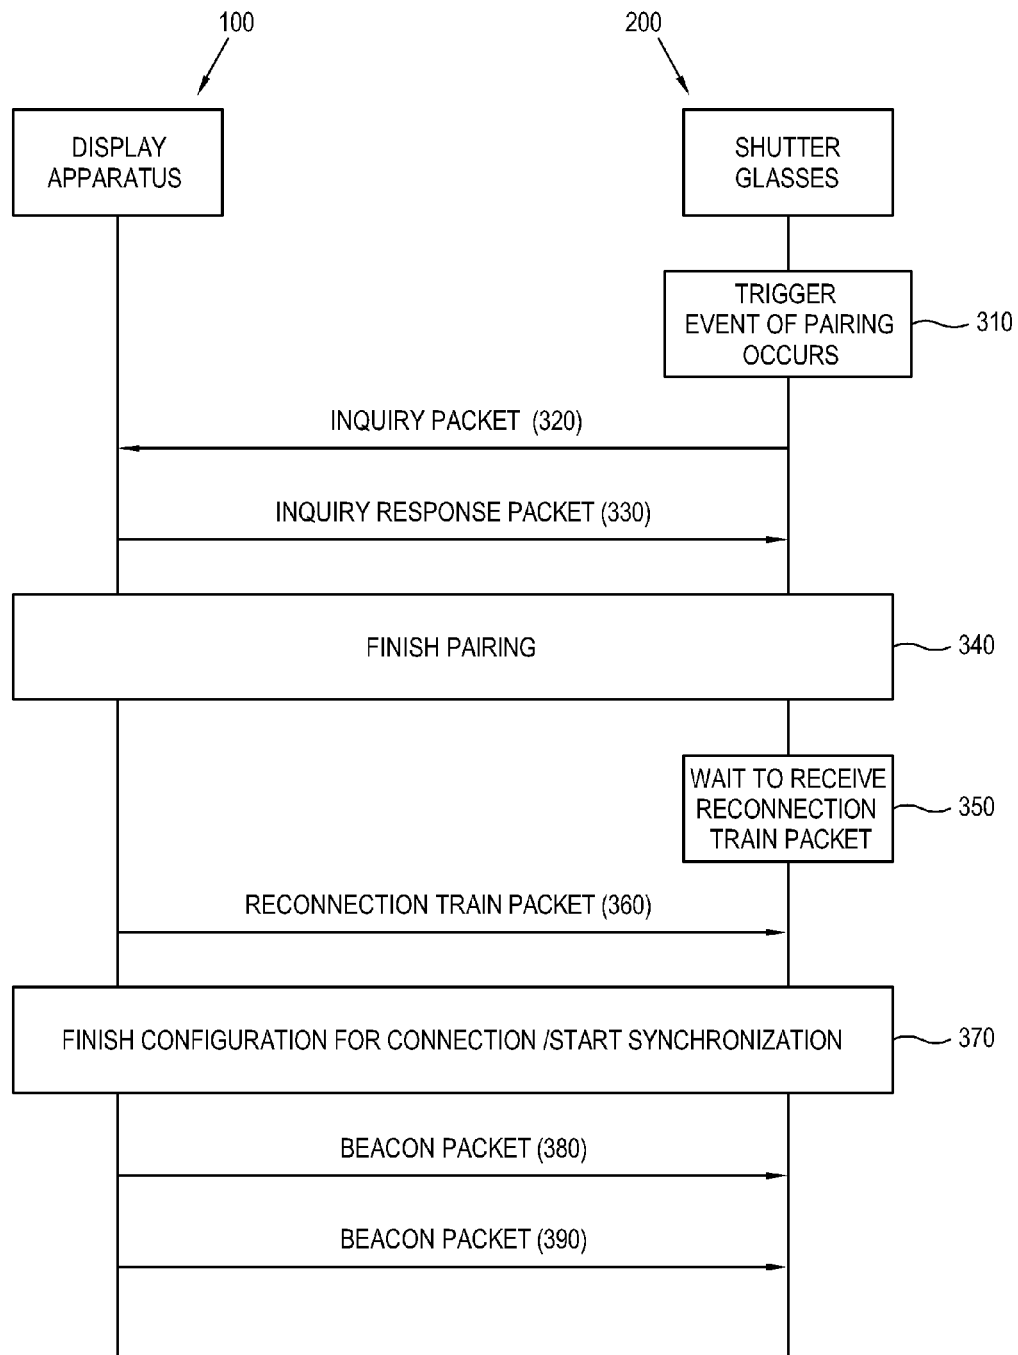 100
200
DISPLAY
APPARATUS
SHUTTER
GLASSES
TRIGGER
EVENT OF PAIRING
OCCURS
310
INQUIRY PACKET (320)
INQUIRY RESPONSE PACKET (330)
FINISH PAIRING
340
WAIT TO RECEIVE
RECONNECTION
TRAIN PACKET
350
RECONNECTION TRAIN PACKET (360)
FINISH CONFIGURATION FOR CONNECTION /START SYNCHRONIZATION
370
BEACON PACKET (380)
BEACON PACKET (390)